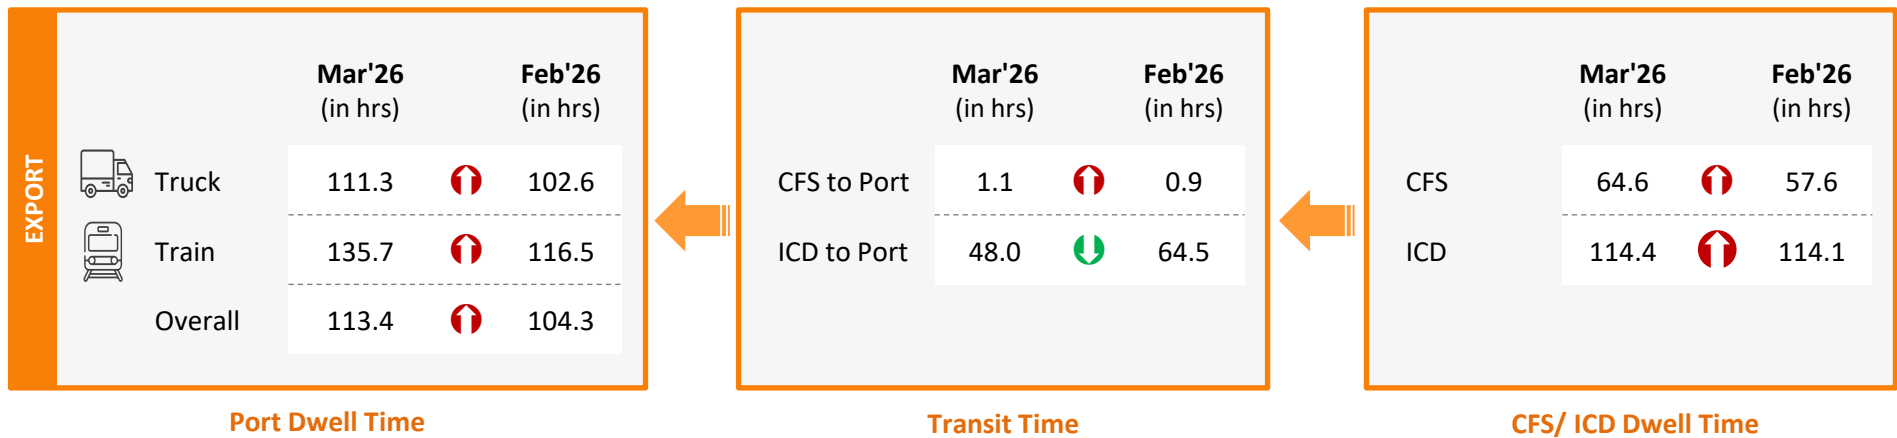 EXPORT
Mar'26 Feb'26
(in hrs) (in hrs)
Truck 111.3 102.6
Train 135.7 116.5
Overall 113.4 104.3
Port Dwell Time
Mar'26 Feb'26
(in hrs) (in hrs)
CFS to Port 1.1 0.9
ICD to Port 48.0 64.5
Transit Time
Mar'26 Feb'26
(in hrs) (in hrs)
CFS 64.6 57.6
ICD 114.4 114.1
CFS/ ICD Dwell Time